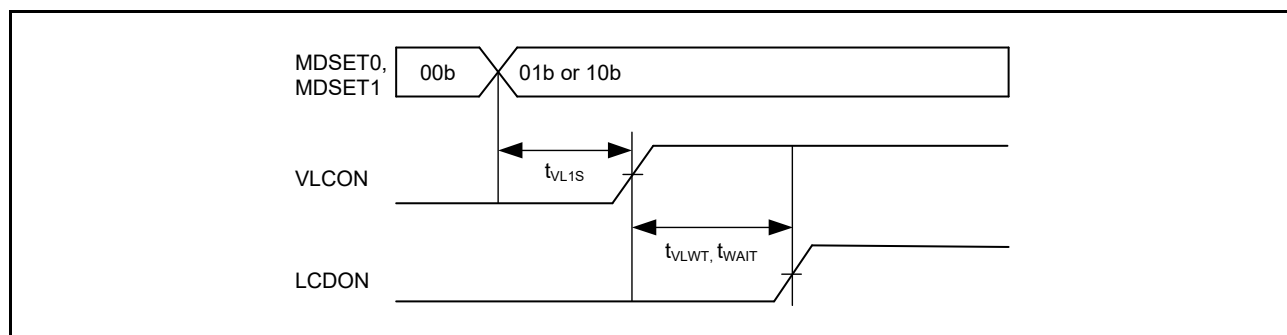 MDSET0,
MDSET1
00b
01b or 10b
tVL1S
VLCON
tVLWT, tWAIT
LCDON